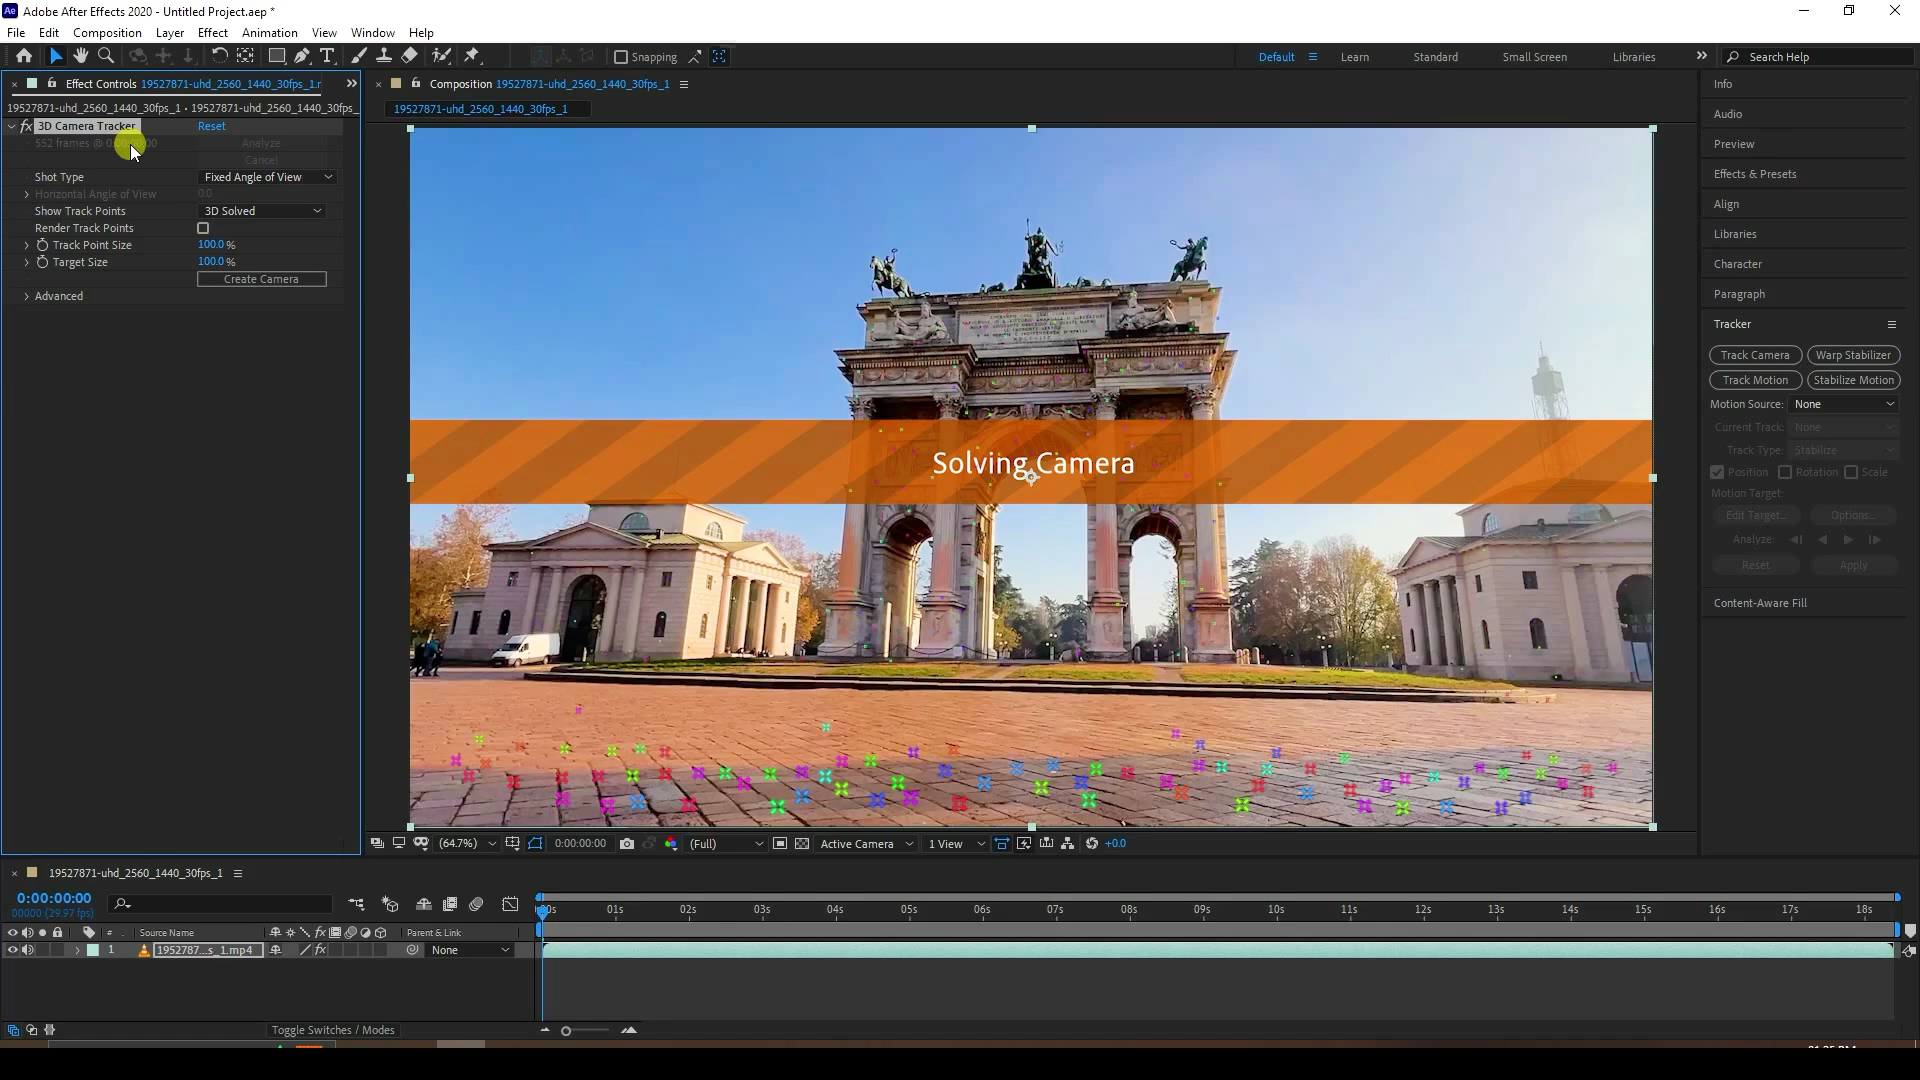 Adobe After Effects 2020 - Untitled Project.aep *
File Edit Composition Layer Effect Animation View Window Help
Snapping
Default Learn Standard Small Screen Libraries Search Help
Effect Controls 19527871-uhd_2560_1440_30fps_1.r
19527871-uhd_2560_1440_30fps_1 • 19527871-uhd_2560_1440_30fps_
fx 3D Camera Tracker Reset
552 frames @ Analyze
Cancel
Shot Type Fixed Angle of View
Horizontal Angle of View 0.0
Show Track Points 3D Solved
Render Track Points
Track Point Size 100.0 %
Target Size 100.0 %
Create Camera
Advanced
Composition 19527871-uhd_2560_1440_30fps_1
19527871-uhd_2560_1440_30fps_1
Solving Camera
(64.7%) 0:00:00:00 (Full) Active Camera 1 View +0.0
Info
Audio
Preview
Effects & Presets
Align
Libraries
Character
Paragraph
Tracker
Track Camera Warp Stabilizer
Track Motion Stabilize Motion
Motion Source: None
Current Track: None
Track Type: Stabilize
Position Rotation Scale
Motion Target:
Edit Target... Options...
Analyze:
Reset Apply
Content-Aware Fill
19527871-uhd_2560_1440_30fps_1
0:00:00:00
00000 (29.97 fps)
01s 02s 03s 04s 05s 06s 07s 08s 09s 10s 11s 12s 13s 14s 15s 16s 17s 18s
# Source Name fx Parent & Link
1 1952787...s_1.mp4 fx None
Toggle Switches / Modes